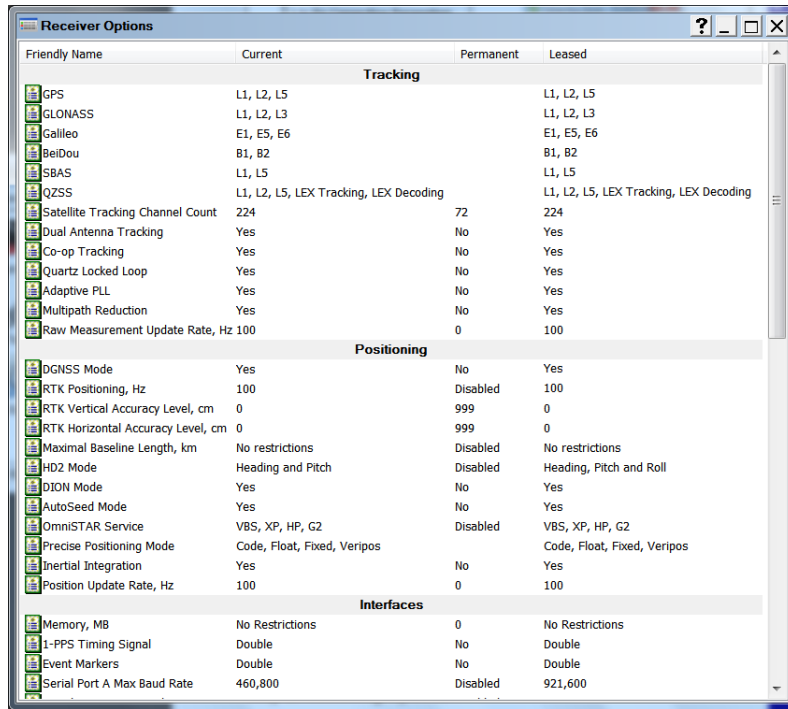 Receiver Options
Friendly Name Current Permanent Leased
Tracking
GPS L1, L2, L5 L1, L2, L5
GLONASS L1, L2, L3 L1, L2, L3
Galileo E1, E5, E6 E1, E5, E6
BeiDou B1, B2 B1, B2
SBAS L1, L5 L1, L5
QZSS L1, L2, L5, LEX Tracking, LEX Decoding L1, L2, L5, LEX Tracking, LEX Decoding
Satellite Tracking Channel Count 224 72 224
Dual Antenna Tracking Yes No Yes
Co-op Tracking Yes No Yes
Quartz Locked Loop Yes No Yes
Adaptive PLL Yes No Yes
Multipath Reduction Yes No Yes
Raw Measurement Update Rate, Hz 100 0 100
Positioning
DGNSS Mode Yes No Yes
RTK Positioning, Hz 100 Disabled 100
RTK Vertical Accuracy Level, cm 0 999 0
RTK Horizontal Accuracy Level, cm 0 999 0
Maximal Baseline Length, km No restrictions Disabled No restrictions
HD2 Mode Heading and Pitch Disabled Heading, Pitch and Roll
DION Mode Yes No Yes
AutoSeed Mode Yes No Yes
OmniSTAR Service VBS, XP, HP, G2 Disabled VBS, XP, HP, G2
Precise Positioning Mode Code, Float, Fixed, Veripos Code, Float, Fixed, Veripos
Inertial Integration Yes No Yes
Position Update Rate, Hz 100 0 100
Interfaces
Memory, MB No Restrictions 0 No Restrictions
1-PPS Timing Signal Double No Double
Event Markers Double No Double
Serial Port A Max Baud Rate 460,800 Disabled 921,600